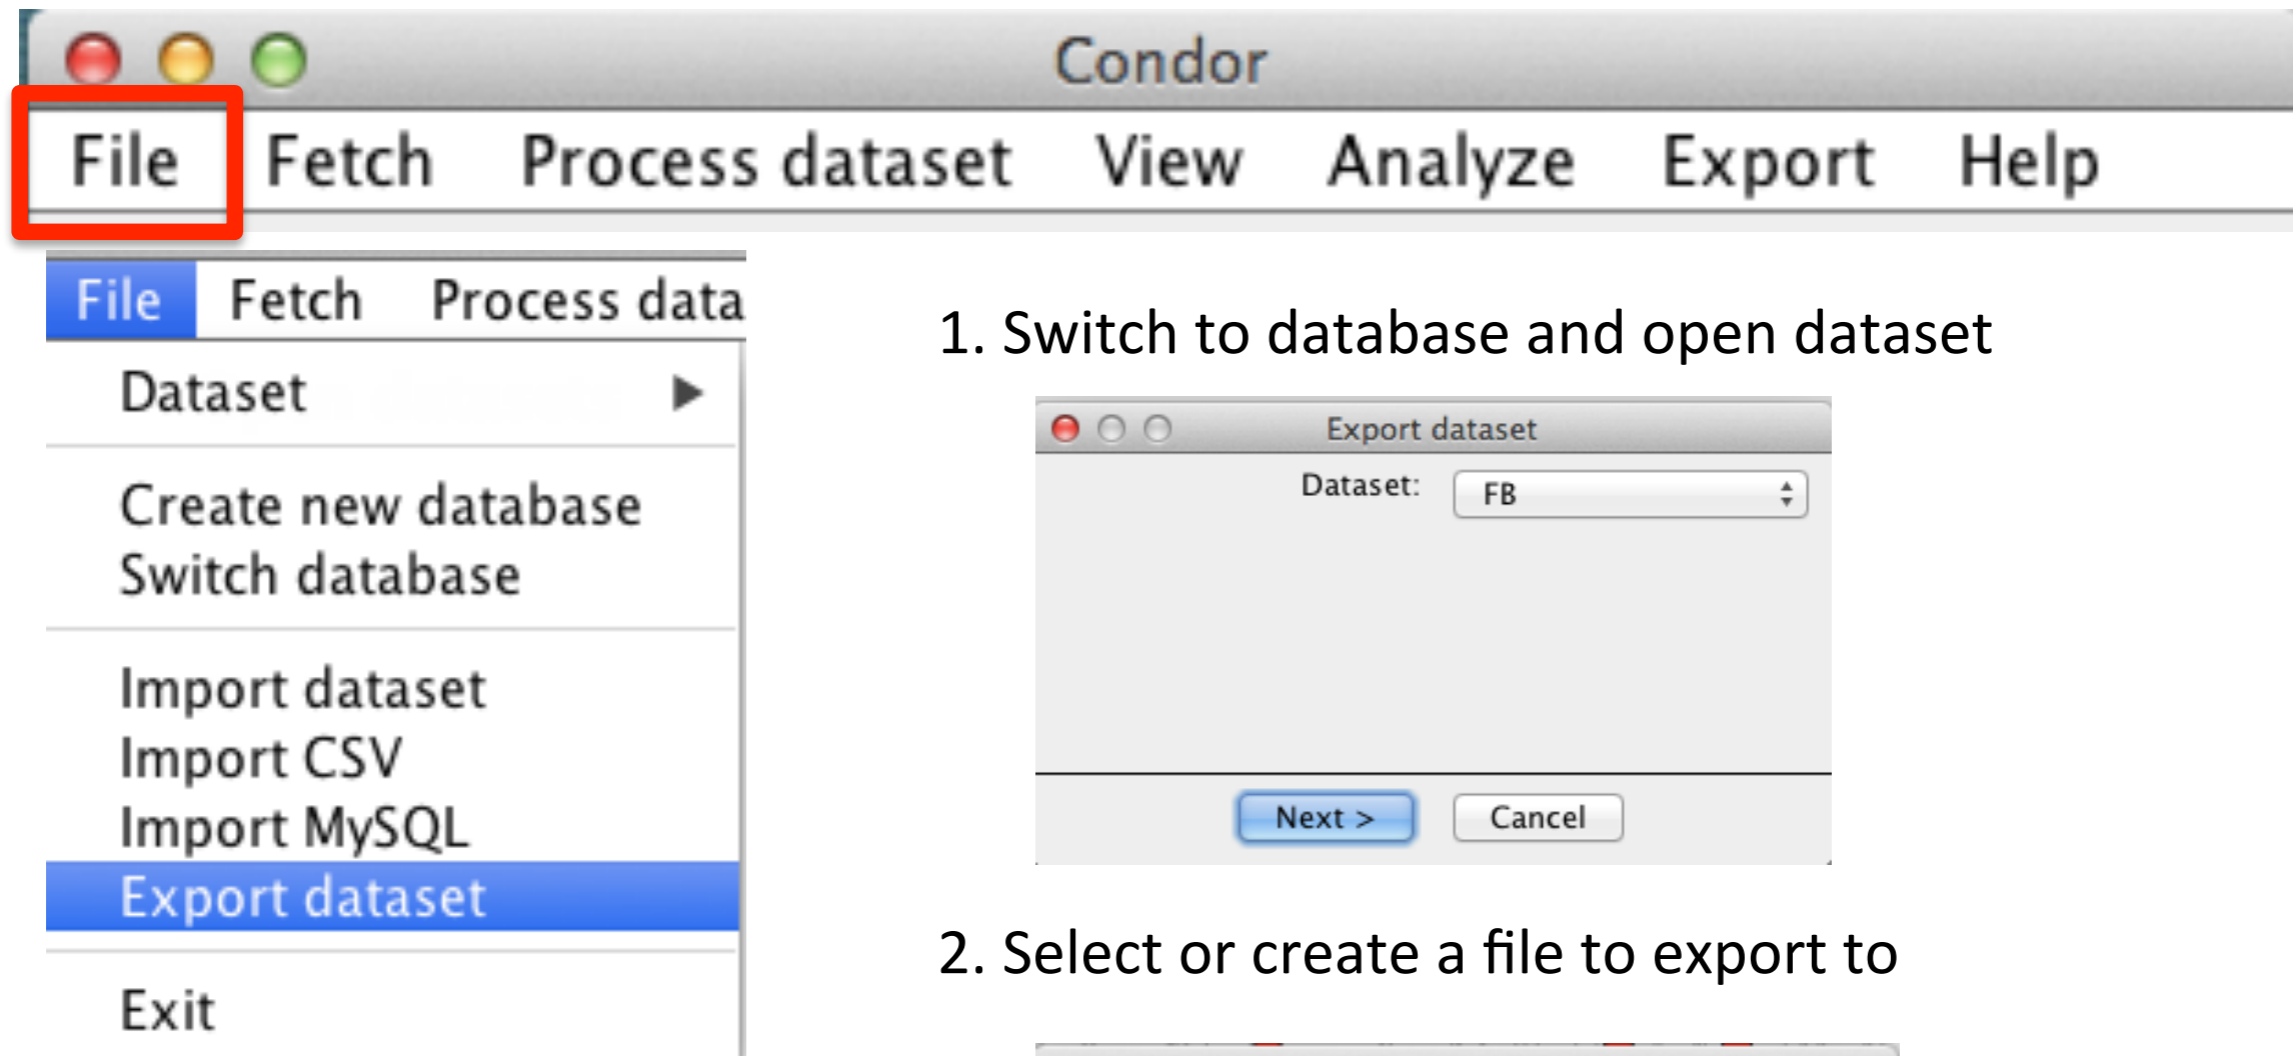 Condor
File Fetch Process dataset View Analyze Export Help
File Fetch Process data
Dataset
Create new database
Switch database
Import dataset
Import CSV
Import MySQL
Export dataset
Exit
1. Switch to database and open dataset
Export dataset
Dataset: FB
Next > Cancel
2. Select or create a file to export to